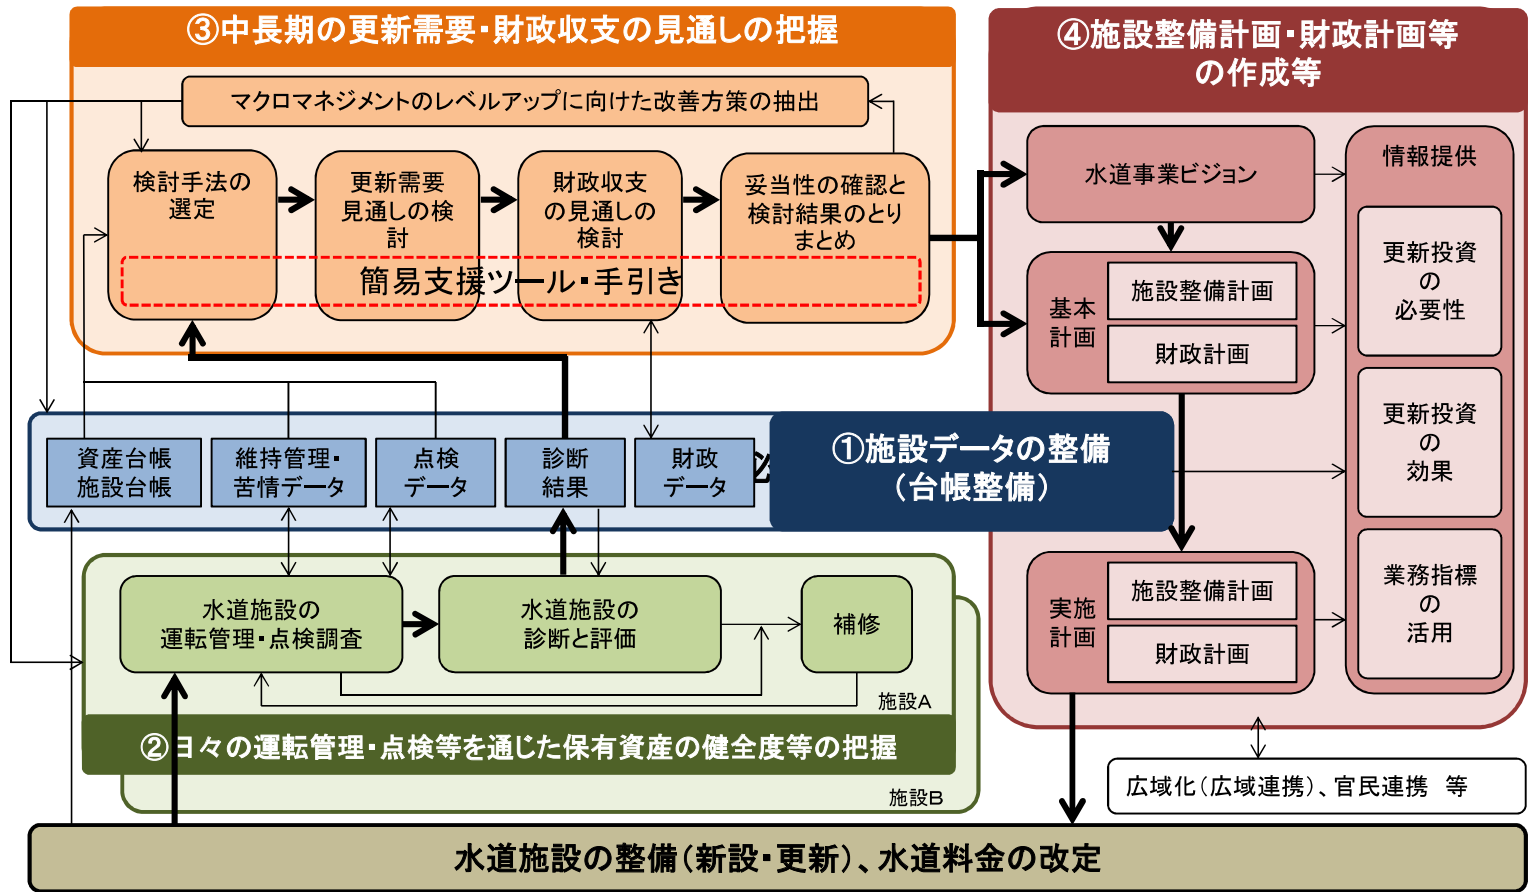 ③中長期の更新需要・財政収支の見通しの把握
マクロマネジメントのレベルアップに向けた改善方策の抽出
検討手法の
選定
更新需要
見通しの検
討
財政収支
の見通しの
検討
妥当性の確認と
検討結果のとり
まとめ
簡易支援ツール・手引き
④施設整備計画・財政計画等
の作成等
水道事業ビジョン
基本
計画
施設整備計画
財政計画
実施
計画
施設整備計画
財政計画
情報提供
更新投資
の
必要性
更新投資
の
効果
業務指標
の
活用
①施設データの整備
（台帳整備）
資産台帳
施設台帳
維持管理・
苦情データ
点検
データ
診断
結果
財政
データ
水道施設の
運転管理・点検調査
水道施設の
診断と評価
補修
施設A
②日々の運転管理・点検等を通じた保有資産の健全度等の把握
施設B
広域化（広域連携）、官民連携　等
水道施設の整備（新設・更新）、水道料金の改定